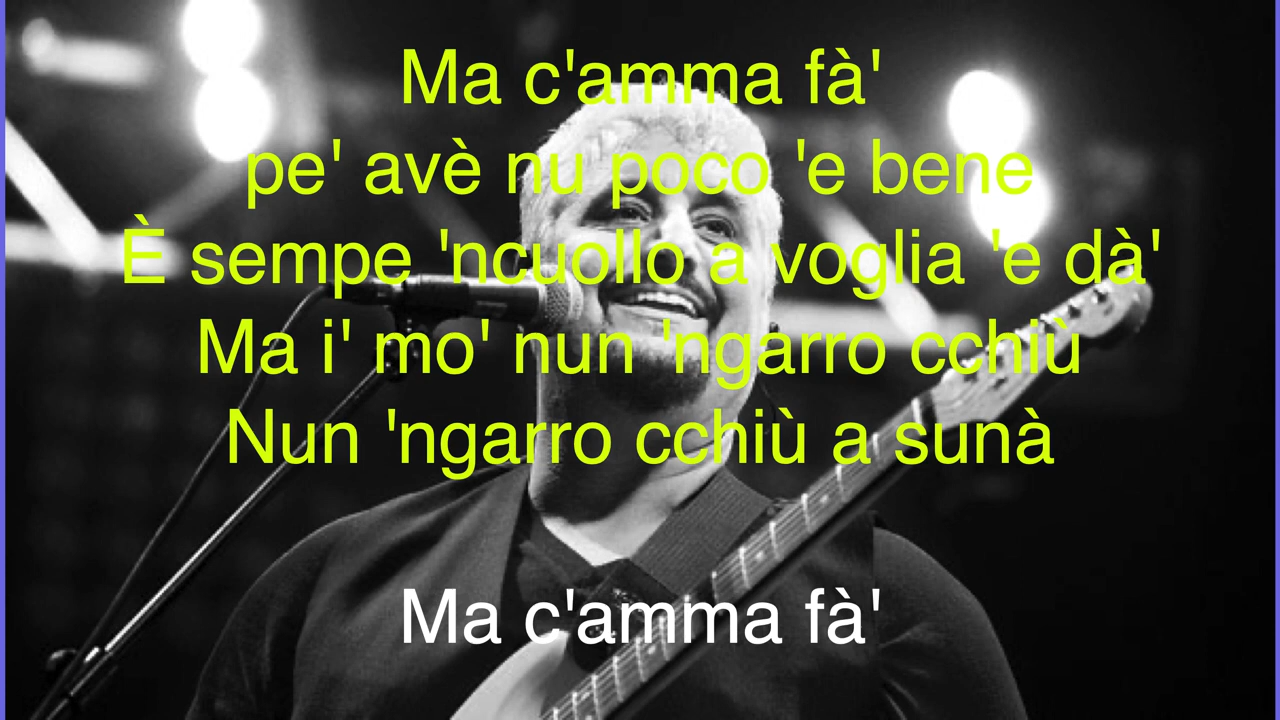 Ma c'amma fà'
pe' avè nu poco 'e bene
È sempe 'ncuollo a voglia 'e dà'
Ma i' mo' nun 'ngarro cchiù
Nun 'ngarro cchiù a sunà
Ma c'amma fà'